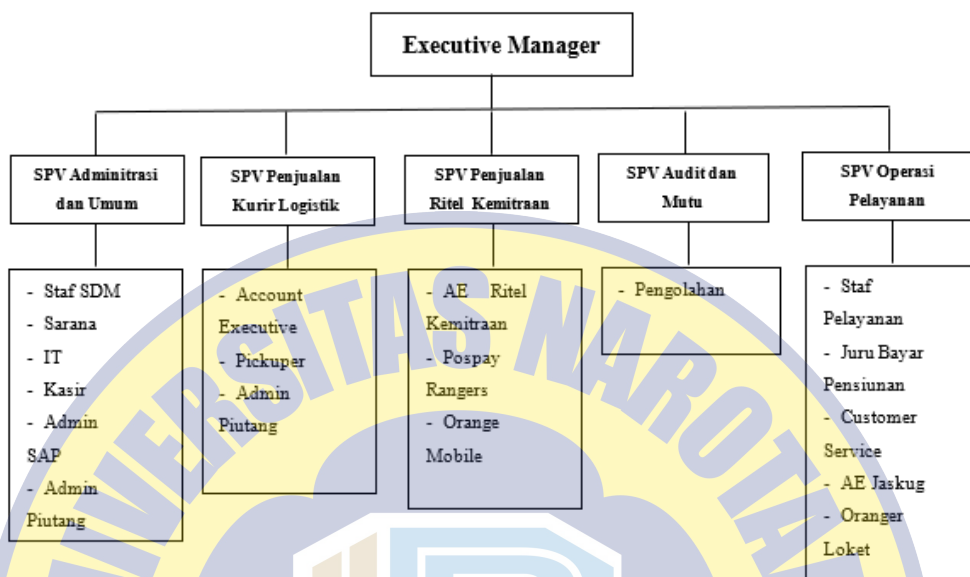 Executive Manager
SPV Adminitrasi
dan Umum
SPV Penjualan
Kurir Logistik
SPV Penjualan
Ritel Kemitraan
SPV Audit dan
Mutu
SPV Operasi
Pelayanan
- Staf SDM
- Sarana
- IT
- Kasir
- Admin
SAP
- Admin
Piutang
- Account
Executive
- Pickuper
- Admin
Piutang
- AE Ritel
Kemitraan
- Pospay
Rangers
- Orange
Mobile
- Pengolahan
- Staf
Pelayanan
- Juru Bayar
Pensiunan
- Customer
Service
- AE Jaskug
- Oranger
Loket
UNIVERSITAS NAROTA